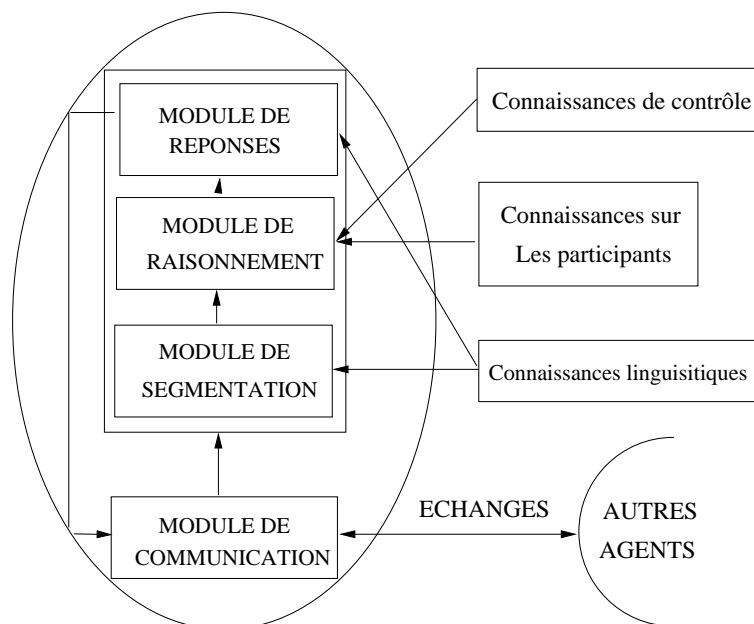 MODULE DE
REPONSES
Connaissances de contrôle
MODULE DE
RAISONNEMENT
Connaissances sur
Les participants
MODULE DE
SEGMENTATION
Connaissances linguisitiques
MODULE DE
COMMUNICATION
ECHANGES
AUTRES
AGENTS